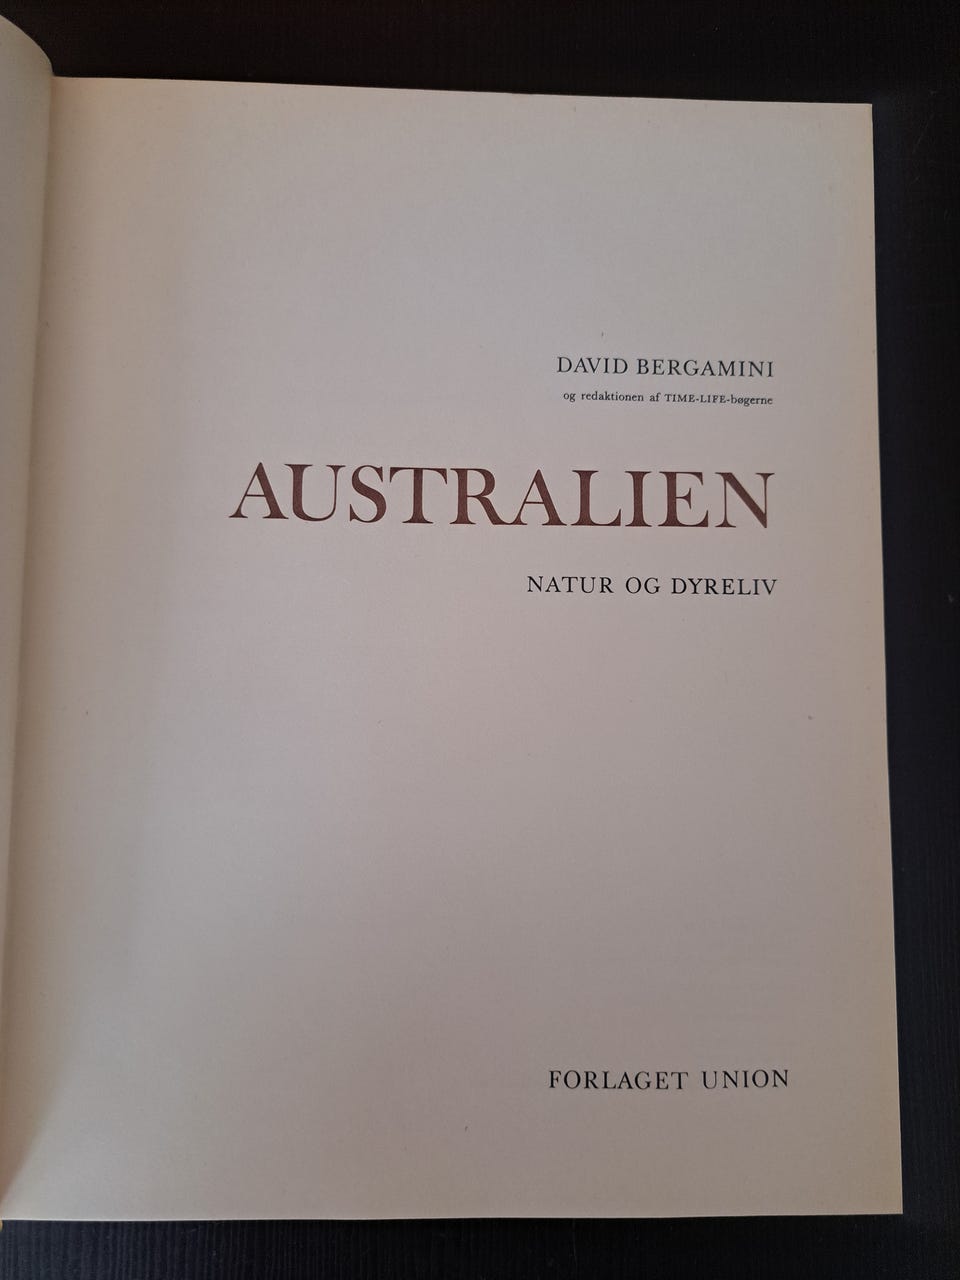 DAVID BERGAMINI
og redaktionen af TIME-LIFE-bøgerne
AUSTRALIEN
NATUR OG DYRELIV
FORLAGET UNION